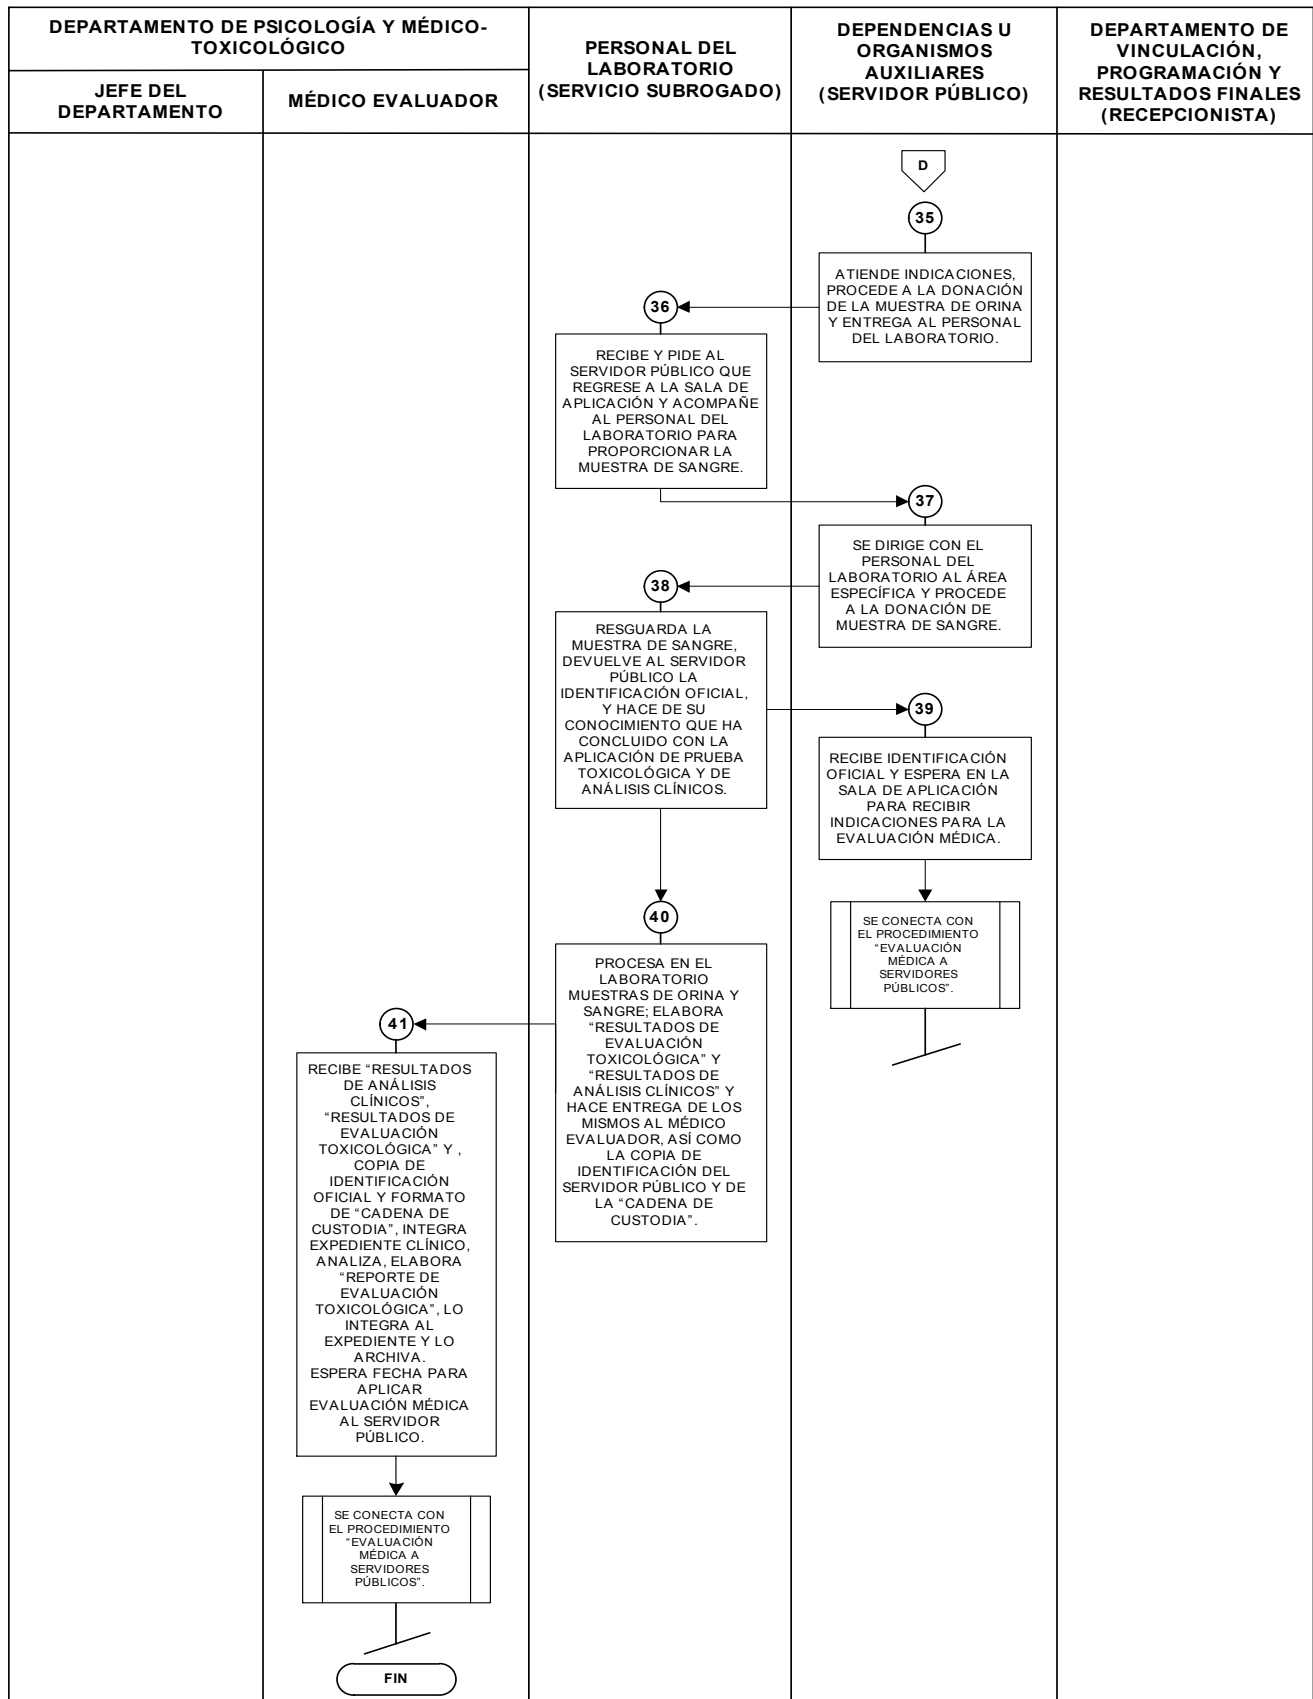 DEPARTAMENTO DE PSICOLOGÍA Y MÉDICO-
TOXICOLÓGICO
JEFE DEL
DEPARTAMENTO
MÉDICO EVALUADOR
PERSONAL DEL
LABORATORIO
(SERVICIO SUBROGADO)
DEPENDENCIAS U
ORGANISMOS
AUXILIARES
(SERVIDOR PÚBLICO)
DEPARTAMENTO DE
VINCULACIÓN,
PROGRAMACIÓN Y
RESULTADOS FINALES
(RECEPCIONISTA)
D
35
ATIENDE INDICACIONES,
PROCEDE A LA DONACIÓN
DE LA MUESTRA DE ORINA
Y ENTREGA AL PERSONAL
DEL LABORATORIO.
36
RECIBE Y PIDE AL
SERVIDOR PÚBLICO QUE
REGRESE A LA SALA DE
APLICACIÓN Y ACOMPAÑE
AL PERSONAL DEL
LABORATORIO PARA
PROPORCIONAR LA
MUESTRA DE SANGRE.
37
SE DIRIGE CON EL
PERSONAL DEL
LABORATORIO AL ÁREA
ESPECÍFICA Y PROCEDE
A LA DONACIÓN DE
MUESTRA DE SANGRE.
38
RESGUARDA LA
MUESTRA DE SANGRE,
DEVUELVE AL SERVIDOR
PÚBLICO LA
IDENTIFICACIÓN OFICIAL,
Y HACE DE SU
CONOCIMIENTO QUE HA
CONCLUIDO CON LA
APLICACIÓN DE PRUEBA
TOXICOLÓGICA Y DE
ANÁLISIS CLÍNICOS.
39
RECIBE IDENTIFICACIÓN
OFICIAL Y ESPERA EN LA
SALA DE APLICACIÓN
PARA RECIBIR
INDICACIONES PARA LA
EVALUACIÓN MÉDICA.
SE CONECTA CON
EL PROCEDIMIENTO
“EVALUACIÓN
MÉDICA A
SERVIDORES
PÚBLICOS”.
40
PROCESA EN EL
LABORATORIO
MUESTRAS DE ORINA Y
SANGRE; ELABORA
“RESULTADOS DE
EVALUACIÓN
TOXICOLÓGICA” Y
“RESULTADOS DE
ANÁLISIS CLÍNICOS” Y
HACE ENTREGA DE LOS
MISMOS AL MÉDICO
EVALUADOR, ASÍ COMO
LA COPIA DE
IDENTIFICACIÓN DEL
SERVIDOR PÚBLICO Y DE
LA “CADENA DE
CUSTODIA”.
41
RECIBE “RESULTADOS
DE ANÁLISIS
CLÍNICOS”,
“RESULTADOS DE
EVALUACIÓN
TOXICOLÓGICA” Y ,
COPIA DE
IDENTIFICACIÓN
OFICIAL Y FORMATO
DE “CADENA DE
CUSTODIA”, INTEGRA
EXPEDIENTE CLÍNICO,
ANALIZA, ELABORA
“REPORTE DE
EVALUACIÓN
TOXICOLÓGICA”, LO
INTEGRA AL
EXPEDIENTE Y LO
ARCHIVA.
ESPERA FECHA PARA
APLICAR
EVALUACIÓN MÉDICA
AL SERVIDOR
PÚBLICO.
SE CONECTA CON
EL PROCEDIMIENTO
“EVALUACIÓN
MÉDICA A
SERVIDORES
PÚBLICOS”.
FIN